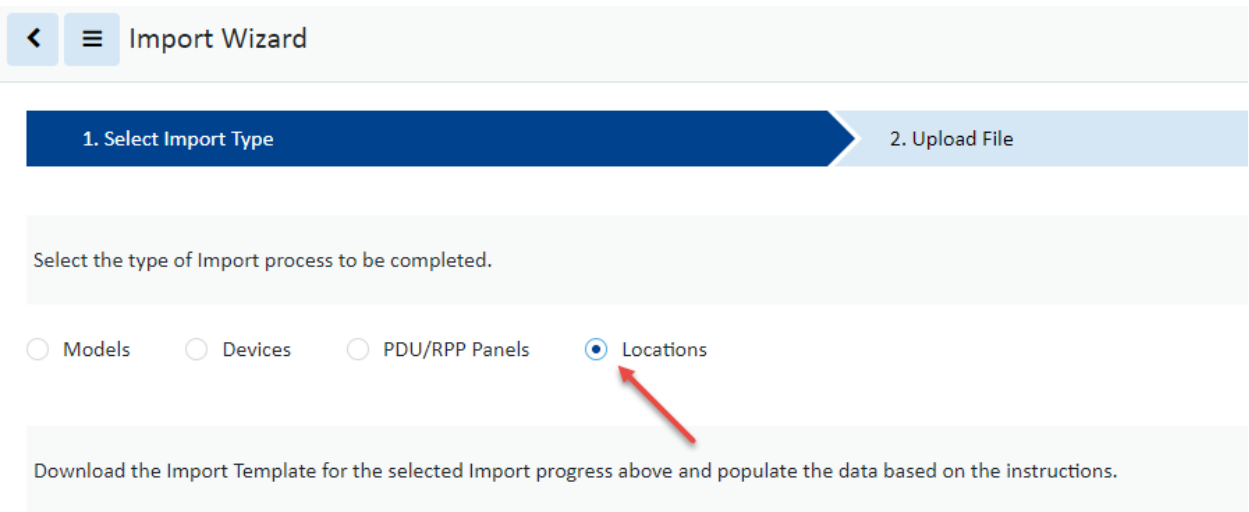 Import Wizard
1. Select Import Type
2. Upload File
Select the type of Import process to be completed.
Models
Devices
PDU/RPP Panels
Locations
Download the Import Template for the selected Import progress above and populate the data based on the instructions.